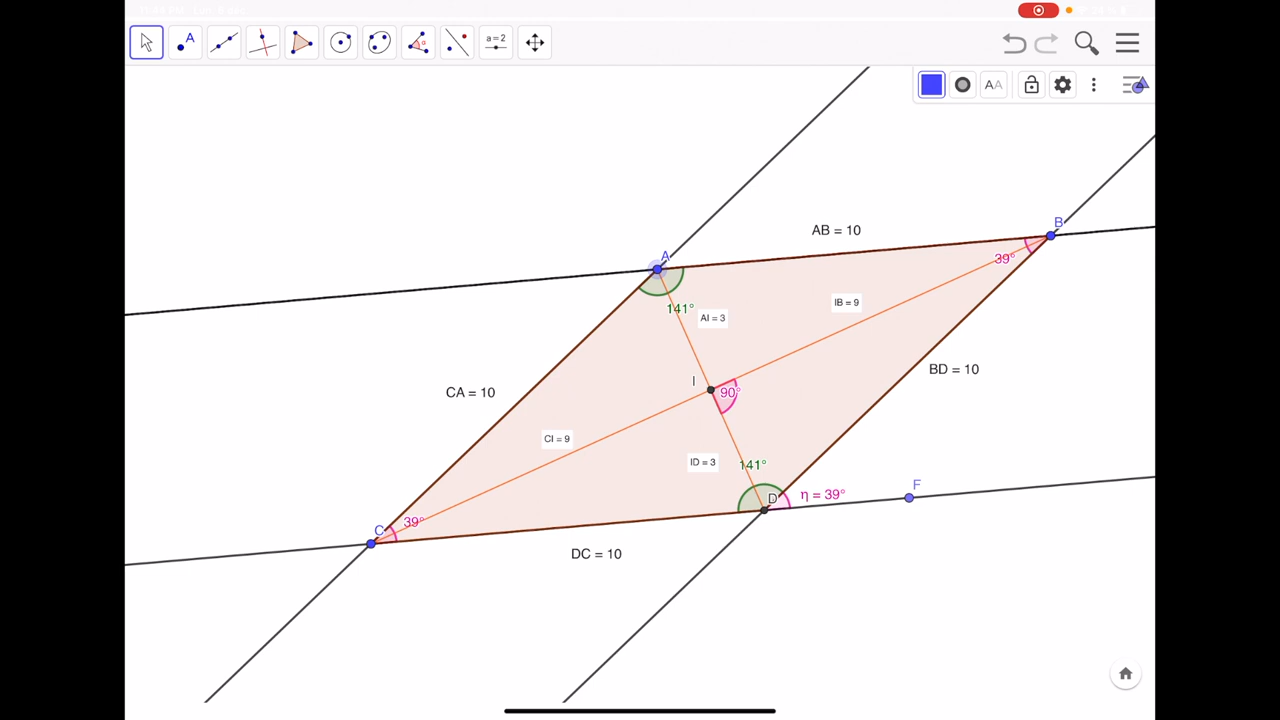 A
a = 2
AA
B
AB = 10
A
39°
141°
IB = 9
AI = 3
BD = 10
I
90°
CA = 10
CI = 9
ID = 3
141°
F
D
η = 39°
C
39°
DC = 10